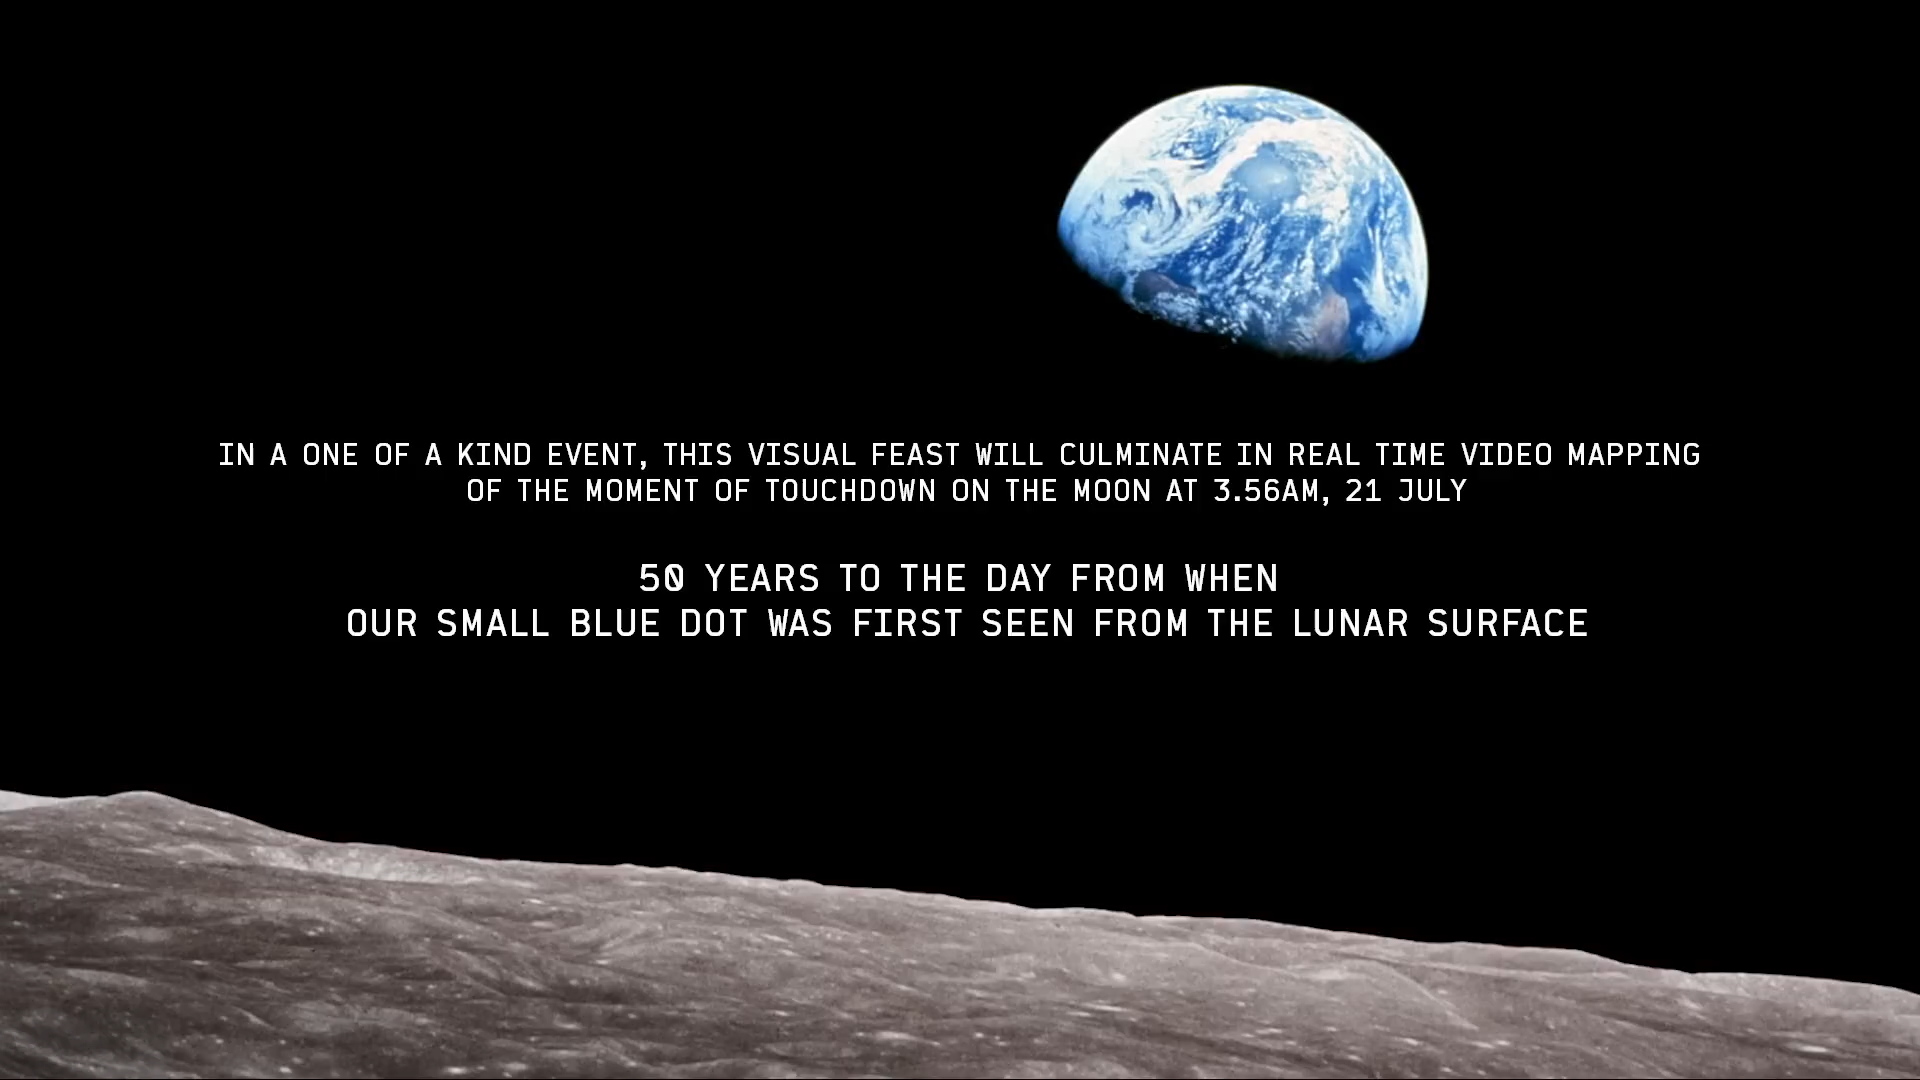 IN A ONE OF A KIND EVENT, THIS VISUAL FEAST WILL CULMINATE IN REAL TIME VIDEO MAPPING
OF THE MOMENT OF TOUCHDOWN ON THE MOON AT 3.56AM, 21 JULY
50 YEARS TO THE DAY FROM WHEN
OUR SMALL BLUE DOT WAS FIRST SEEN FROM THE LUNAR SURFACE